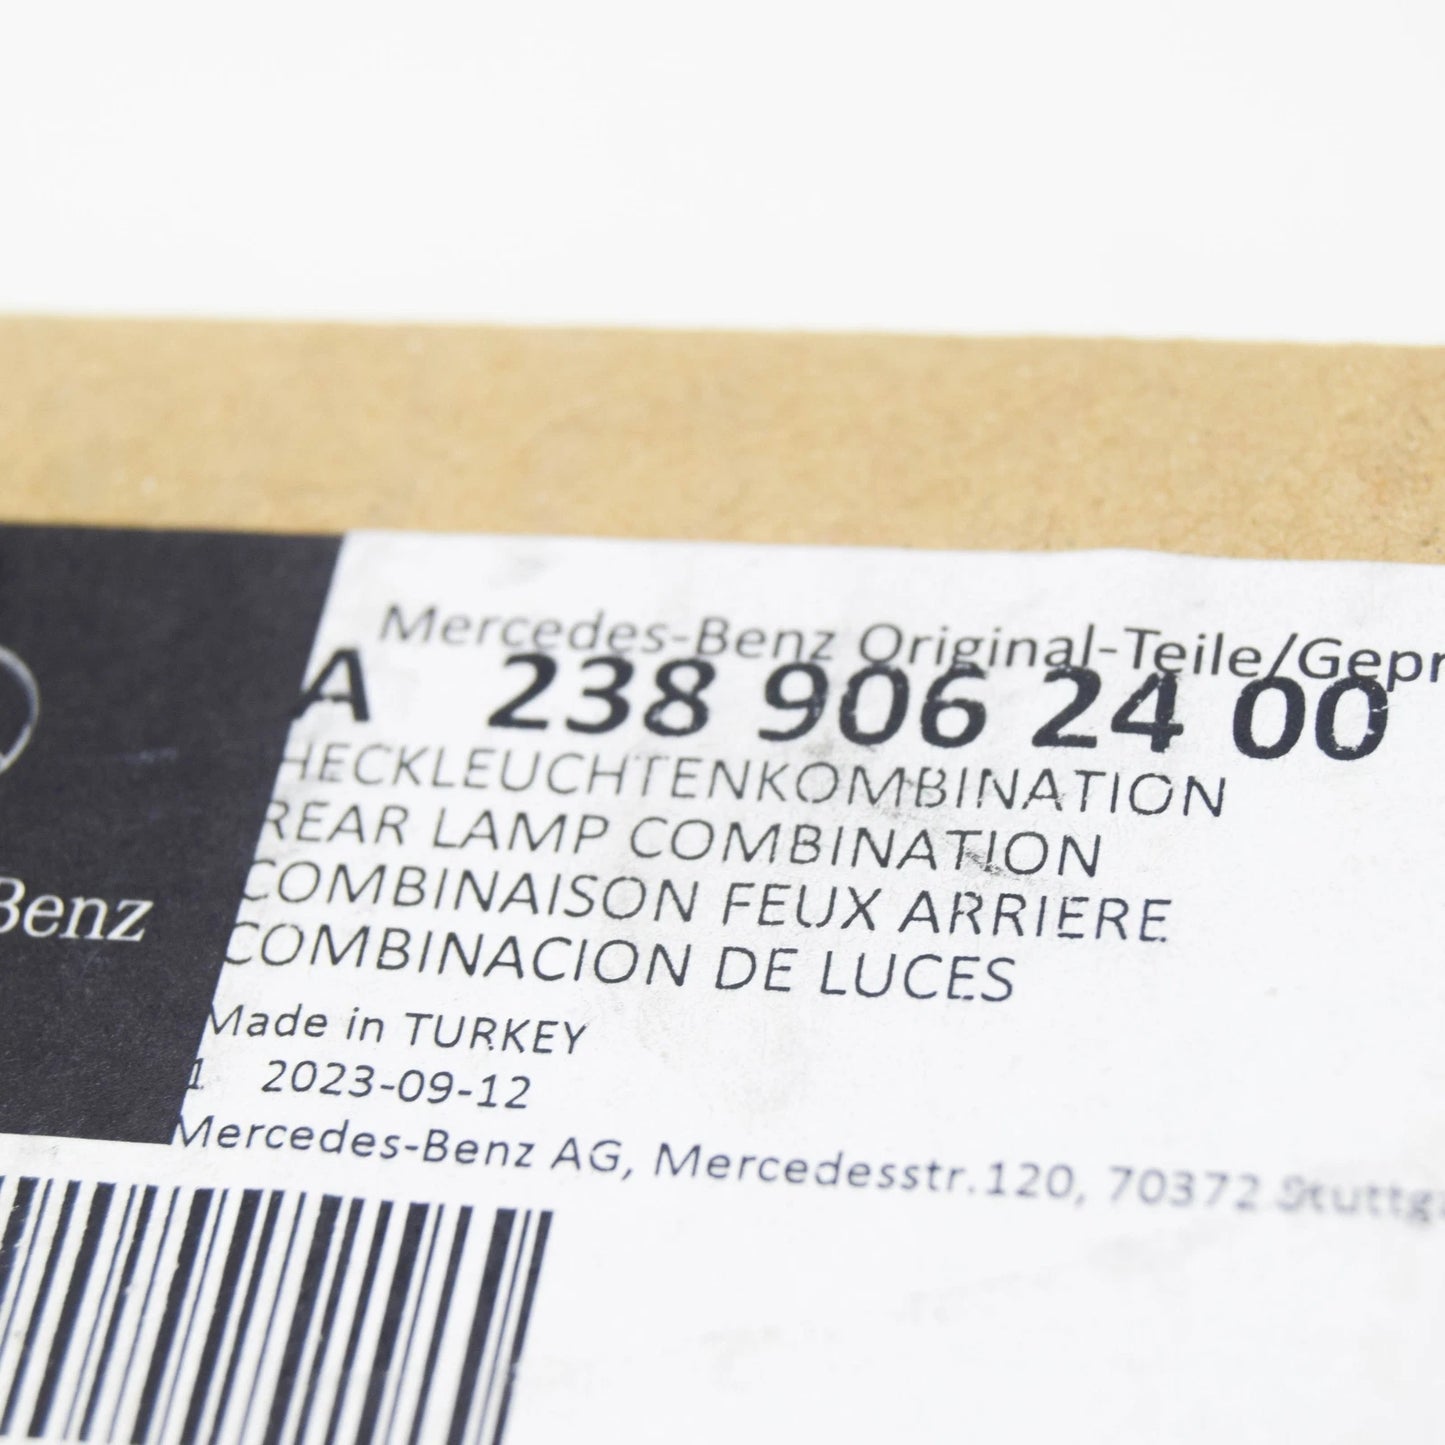 Mercedes-Benz Original-Teile/Gepr
A 238 906 24 00
HECKLEUCHTENKOMBINATION
REAR LAMP COMBINATION
COMBINAISON FEUX ARRIERE
COMBINACION DE LUCES
Benz
Made in TURKEY
1 2023-09-12
Mercedes-Benz AG, Mercedesstr.120, 70372 Stuttg